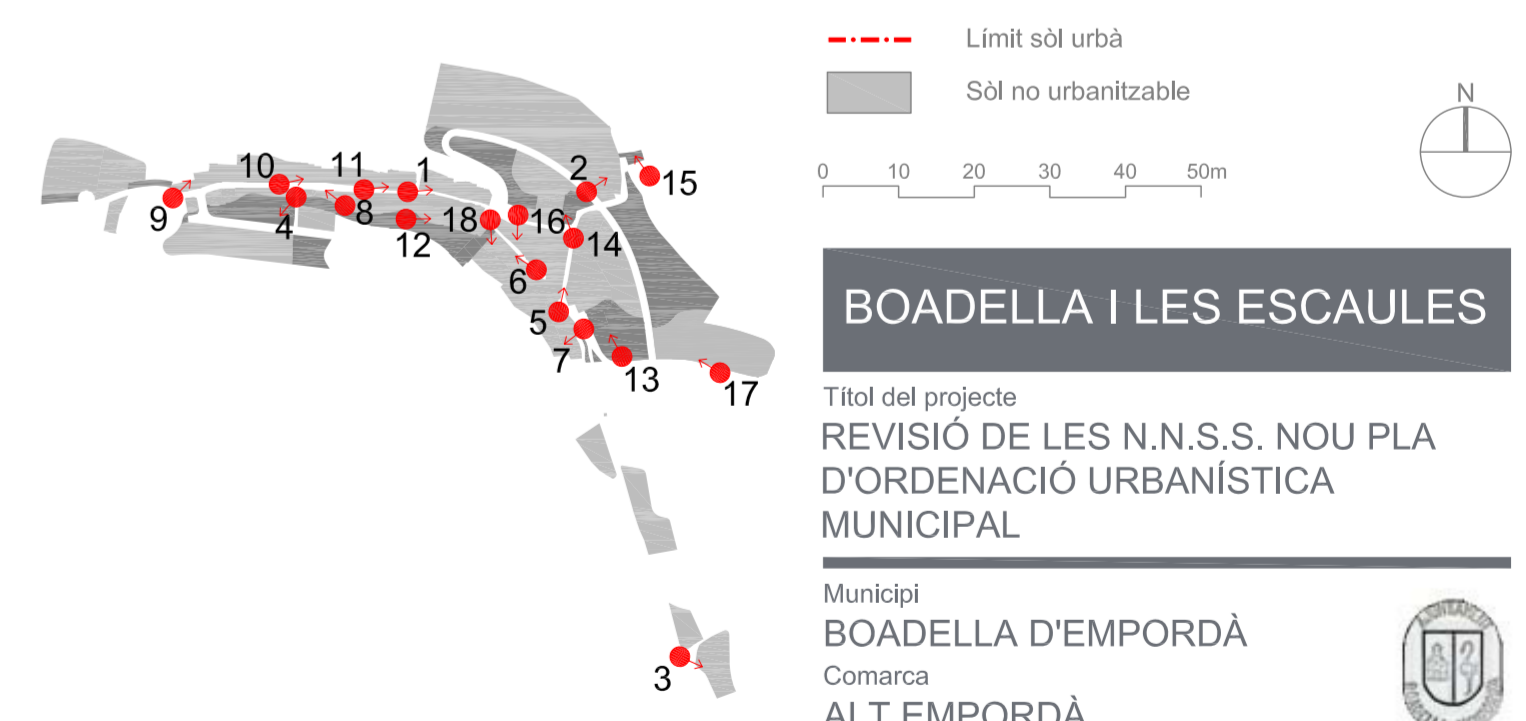 Límit sòl urbà
Sòl no urbanitzable
N
0 10 20 30 40 50m
10 11 1 2
15
9 4 8 12 18 16 14
6
5
7
13
17
3
BOADELLA I LES ESCAULES
Títol del projecte
REVISIÓ DE LES N.N.S.S. NOU PLA
D'ORDENACIÓ URBANÍSTICA
MUNICIPAL
Municipi
BOADELLA D'EMPORDÀ
Comarca
ALT EMPORDÀ